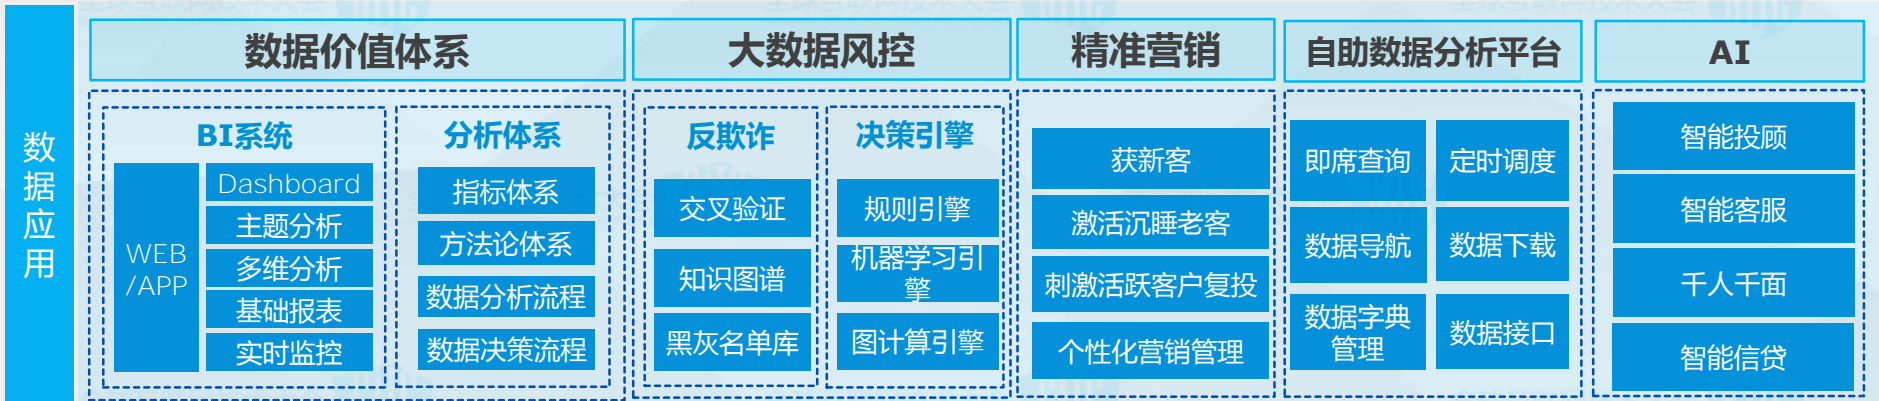 数据应用
数据价值体系
大数据风控
精准营销
自助数据分析平台
AI
BI系统
WEB
/APP
Dashboard
主题分析
多维分析
基础报表
实时监控
分析体系
指标体系
方法论体系
数据分析流程
数据决策流程
反欺诈
交叉验证
知识图谱
黑灰名单库
决策引擎
规则引擎
机器学习引
擎
图计算引擎
获新客
激活沉睡老客
刺激活跃客户复投
个性化营销管理
即席查询
定时调度
数据导航
数据下载
数据字典
管理
数据接口
智能投顾
智能客服
千人千面
智能信贷